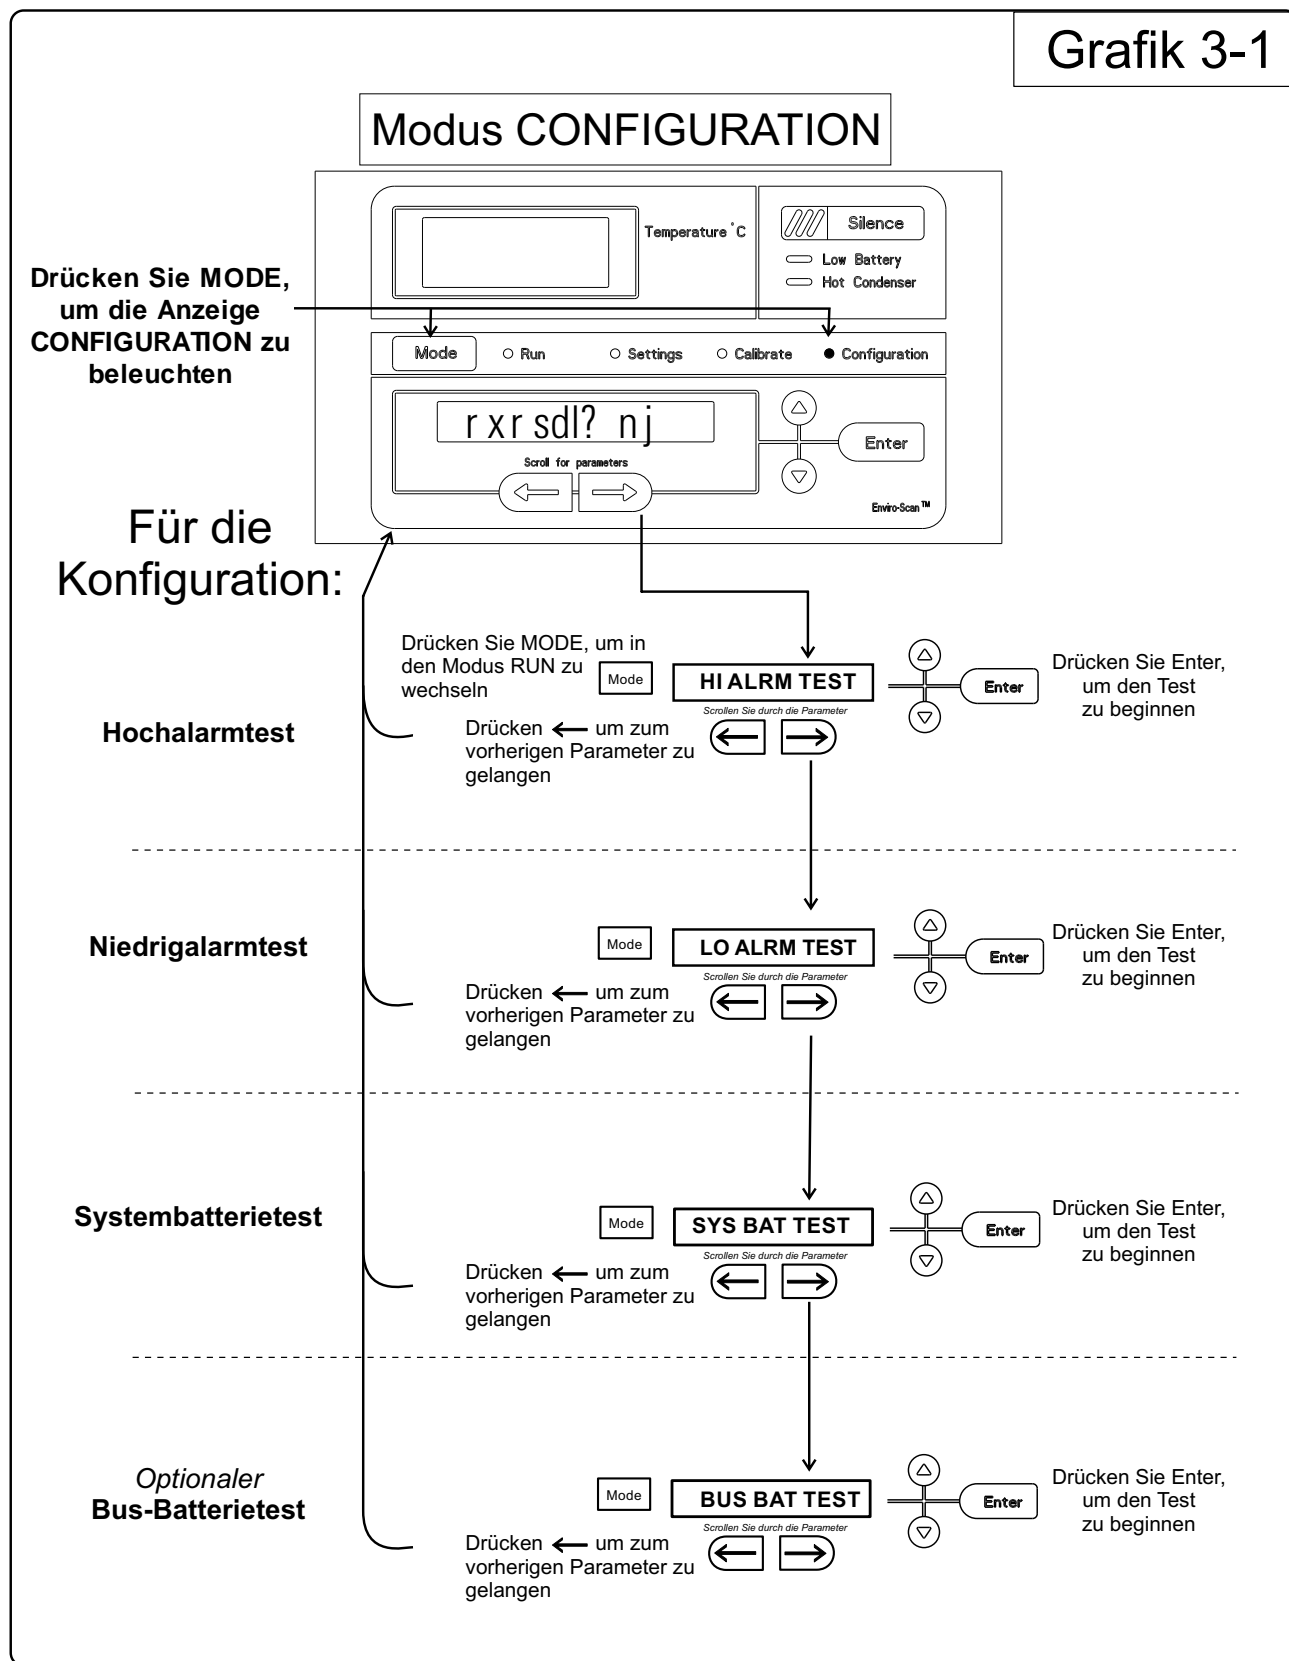 Grafik 3-1
Modus CONFIGURATION
Temperature °C
Silence
Low Battery
Hot Condenser
Drücken Sie MODE,
um die Anzeige
CONFIGURATION zu
beleuchten
Mode
Run
Settings
Calibrate
Configuration
r xr sdl? nj
Enter
Scroll for parameters
Enviro-Scan™
Für die
Konfiguration:
Hochalarmtest
Drücken Sie MODE, um in
den Modus RUN zu
wechseln
Mode
HI ALRM TEST
Scrollen Sie durch die Parameter
Enter
Drücken Sie Enter,
um den Test
zu beginnen
Drücken ← um zum
vorherigen Parameter zu
gelangen
Niedrigalarmtest
Mode
LO ALRM TEST
Scrollen Sie durch die Parameter
Enter
Drücken Sie Enter,
um den Test
zu beginnen
Drücken ← um zum
vorherigen Parameter zu
gelangen
Systembatterietest
Mode
SYS BAT TEST
Scrollen Sie durch die Parameter
Enter
Drücken Sie Enter,
um den Test
zu beginnen
Drücken ← um zum
vorherigen Parameter zu
gelangen
Optionaler
Bus-Batterietest
Mode
BUS BAT TEST
Scrollen Sie durch die Parameter
Enter
Drücken Sie Enter,
um den Test
zu beginnen
Drücken ← um zum
vorherigen Parameter zu
gelangen